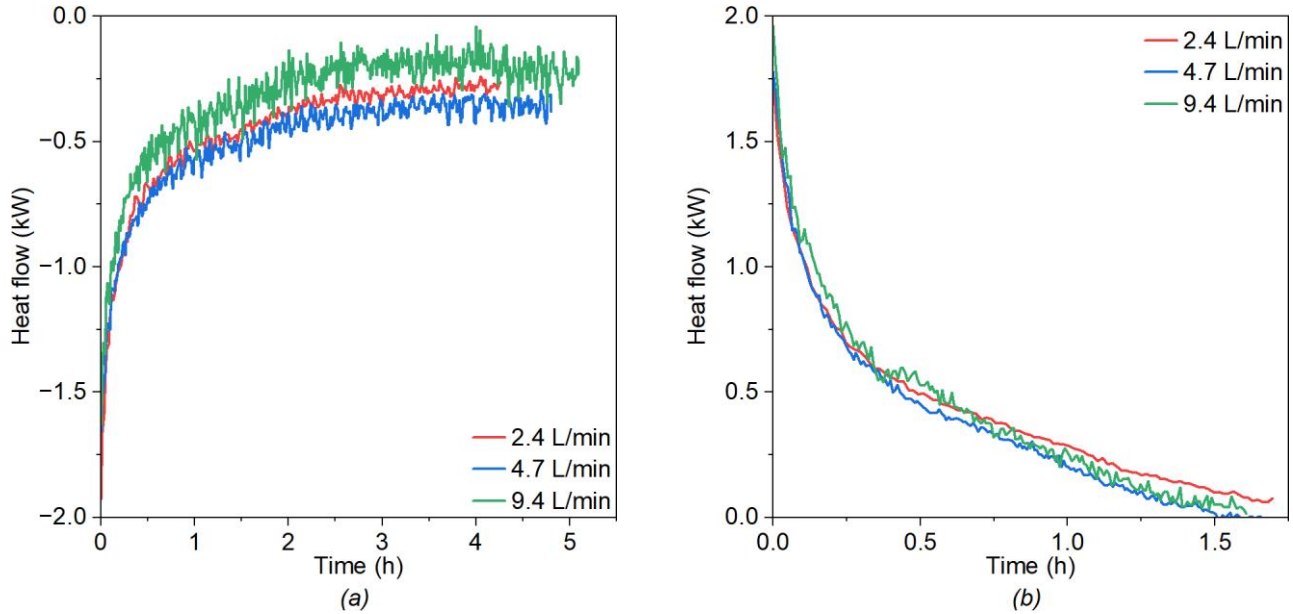 0.0
−0.5
−1.0
−1.5
−2.0
Heat flow (kW)
0
1
2
3
4
5
Time (h)
2.4 L/min
4.7 L/min
9.4 L/min
(a)
2.0
1.5
1.0
0.5
0.0
Heat flow (kW)
0.0
0.5
1.0
1.5
Time (h)
2.4 L/min
4.7 L/min
9.4 L/min
(b)